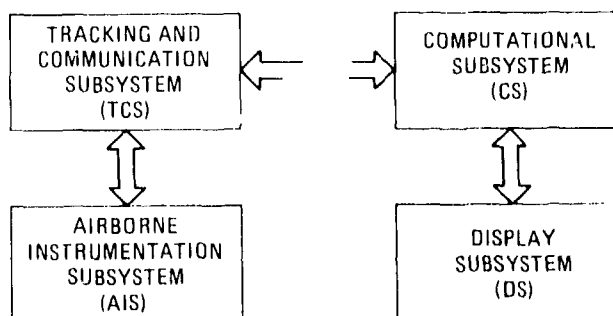 TRACKING AND
COMMUNICATION
SUBSYSTEM
(TCS)
COMPUTATIONAL
SUBSYSTEM
(CS)
AIRBORNE
INSTRUMENTATION
SUBSYSTEM
(AIS)
DISPLAY
SUBSYSTEM
(DS)